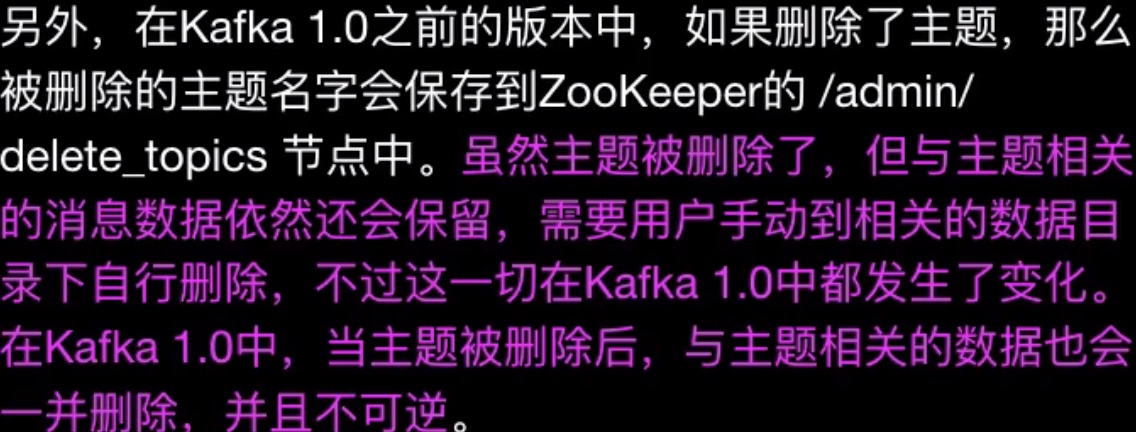 另外，在Kafka 1.0之前的版本中，如果删除了主题，那么
被删除的主题名字会保存到ZooKeeper的 /admin/
delete_topics 节点中。虽然主题被删除了，但与主题相关
的消息数据依然还会保留，需要用户手动到相关的数据目
录下自行删除，不过这一切在Kafka 1.0中都发生了变化。
在Kafka 1.0中，当主题被删除后，与主题相关的数据也会
一并删除，并且不可逆。